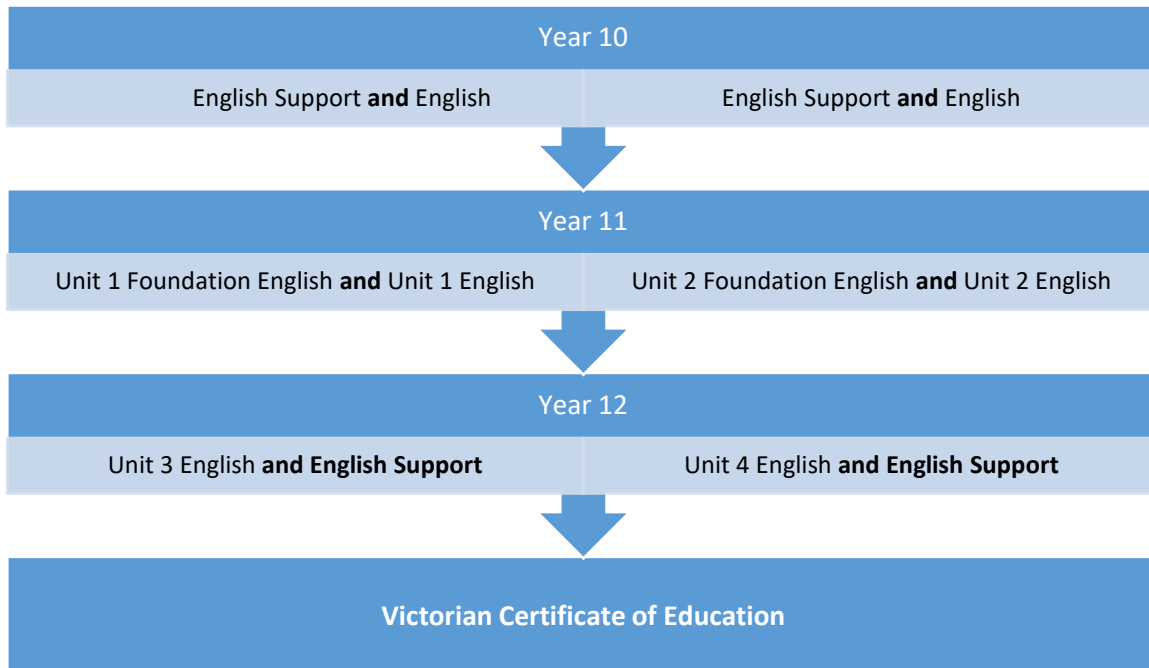 Year 10
English Support and English
English Support and English
Year 11
Unit 1 Foundation English and Unit 1 English
Unit 2 Foundation English and Unit 2 English
Year 12
Unit 3 English and English Support
Unit 4 English and English Support
Victorian Certificate of Education